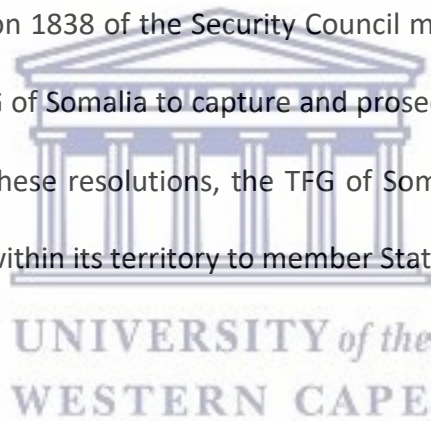 on 1838 of the Security Council m
of Somalia to capture and prosec
hese resolutions, the TFG of Som
within its territory to member Stat
UNIVERSITY of the
WESTERN CAPE